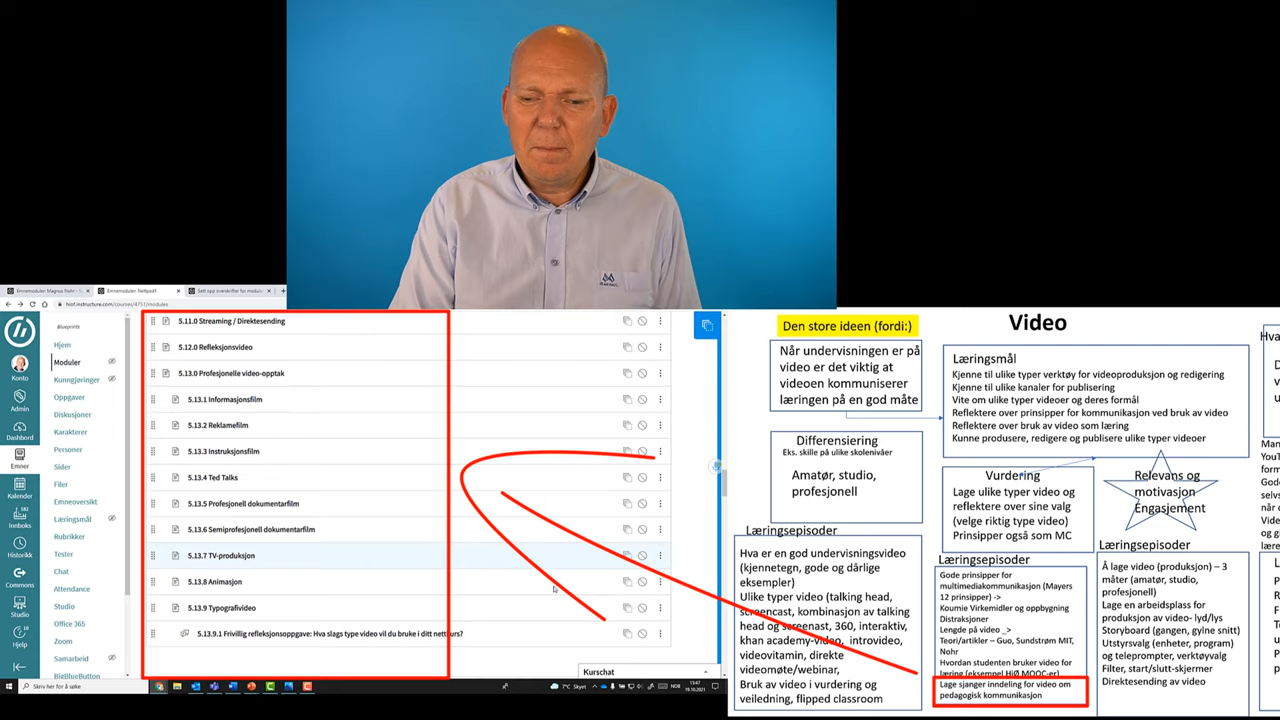 Emnemoduler: Magnus Nohr - S
Emnemoduler: Nettped1
Sett opp overskrifter for modul
hiof.instructure.com/courses/4751/modules
Blueprints
Hjem
Moduler
Kunngjøringer
Oppgaver
Diskusjoner
Karakterer
Personer
Sider
Filer
Emneoversikt
Læringsmål
Rubrikker
Tester
Chat
Attendance
Studio
Office 365
Zoom
Samarbeid
BigBlueButton
Konto
Admin
Dashbord
Emner
Kalender
Innboks
Historikk
Commons
Studio
Hjelp
5.11.0 Streaming / Direktesending
5.12.0 Refleksjonsvideo
5.13.0 Profesjonelle video-opptak
5.13.1 Informasjonsfilm
5.13.2 Reklamefilm
5.13.3 Instruksjonsfilm
5.13.4 Ted Talks
5.13.5 Profesjonell dokumentarfilm
5.13.6 Semiprofesjonell dokumentarfilm
5.13.7 TV-produksjon
5.13.8 Animasjon
5.13.9 Typografivideo
5.13.9.1 Frivillig refleksjonsoppgave: Hva slags type video vil du bruke i ditt nettkurs?
Kurschat
Skriv her for å søke
7°C Skyet
NOR
15:47
19.10.2021
Video
Den store ideen (fordi:)
Når undervisningen er på
video er det viktig at
videoen kommuniserer
læringen på en god måte
Læringsmål
Kjenne til ulike typer verktøy for videoproduksjon og redigering
Kjenne til ulike kanaler for publisering
Vite om ulike typer videoer og deres formål
Reflektere over prinsipper for kommunikasjon ved bruk av video
Reflektere over bruk av video som læring
Kunne produsere, redigere og publisere ulike typer videoer
Differensiering
Eks. skille på ulike skolenivåer
Amatør, studio,
profesjonell
Vurdering
Lage ulike typer video og
reflektere over sine valg
(velge riktig type video)
Prinsipper også som MC
Relevans og
motivasjon
Engasjement
Læringsepisoder
Hva er en god undervisningsvideo
(kjennetegn, gode og dårlige
eksempler)
Ulike typer video (talking head,
screencast, kombinasjon av talking
head og screenast, 360, interaktiv,
khan academy-video, introvideo,
videovitamin, direkte
videomøte/webinar,
Bruk av video i vurdering og
veiledning, flipped classroom
Læringsepisoder
Gode prinsipper for
multimediakommunikasjon (Mayers
12 prinsipper) ->
Koumie Virkemidler og oppbygning
Distraksjoner
Lengde på video _>
Teori/artikler – Guo, Sundstrøm MIT,
Nohr
Hvordan studenten bruker video for
læring (eksempel HiØ MOOC-er)
Lage sjanger inndeling for video om
pedagogisk kommunikasjon
Læringsepisoder
Å lage video (produksjon) – 3
måter (amatør, studio,
profesjonell)
Lage en arbeidsplass for
produksjon av video- lyd/lys
Storyboard (gangen, gylne snitt)
Utstyrsvalg (enheter, program)
og teleprompter, verktøyvalg
Filter, start/slutt-skjermer
Direktesending av video